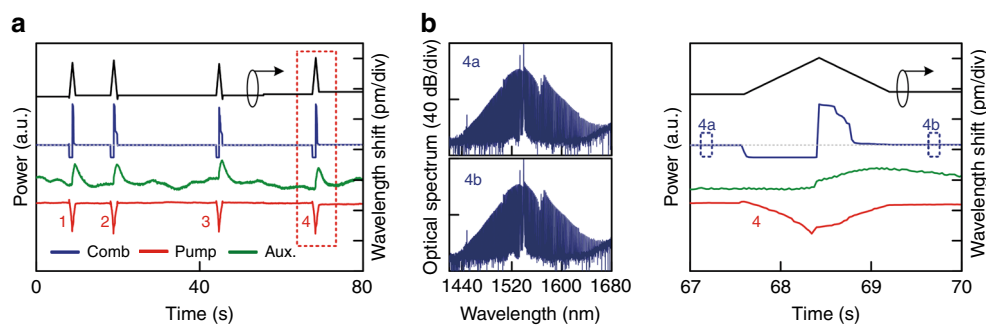 a
Power (a.u.)
1
2
3
4
Comb
Pump
Aux.
0
40
80
Time (s)
Wavelength shift (pm/div)
b
Optical spectrum (40 dB/div)
4a
4b
1440
1520
1600
1680
Wavelength (nm)
Power (a.u.)
4a
4b
4
67
68
69
70
Time (s)
Wavelength shift (pm/div)